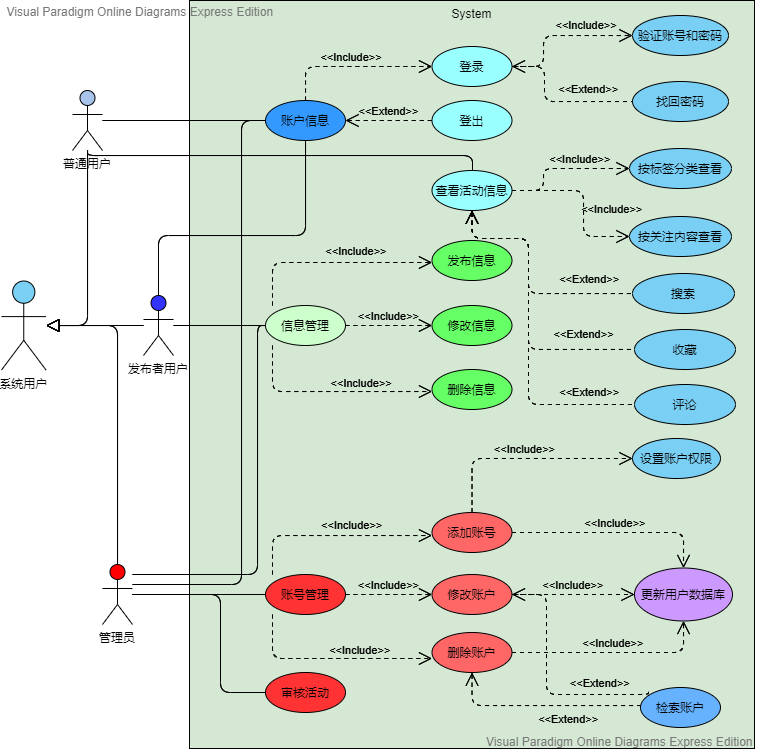 Visual Paradigm Online Diagrams Express Edition
System
<<Include>>
验证账号和密码
<<Include>>
登录
<<Extend>>
找回密码
普通用户
账户信息
<<Extend>>
登出
<<Include>>
按标签分类查看
查看活动信息
<<Include>>
按关注内容查看
<<Include>>
发布信息
<<Extend>>
搜索
系统用户
发布者用户
信息管理
<<Include>>
修改信息
<<Extend>>
收藏
<<Include>>
删除信息
<<Extend>>
评论
<<Include>>
设置账户权限
<<Include>>
添加账号
<<Include>>
管理员
账号管理
<<Include>>
修改账户
<<Include>>
更新用户数据库
<<Include>>
删除账户
<<Include>>
审核活动
<<Extend>>
检索账户
<<Extend>>
Visual Paradigm Online Diagrams Express Edition